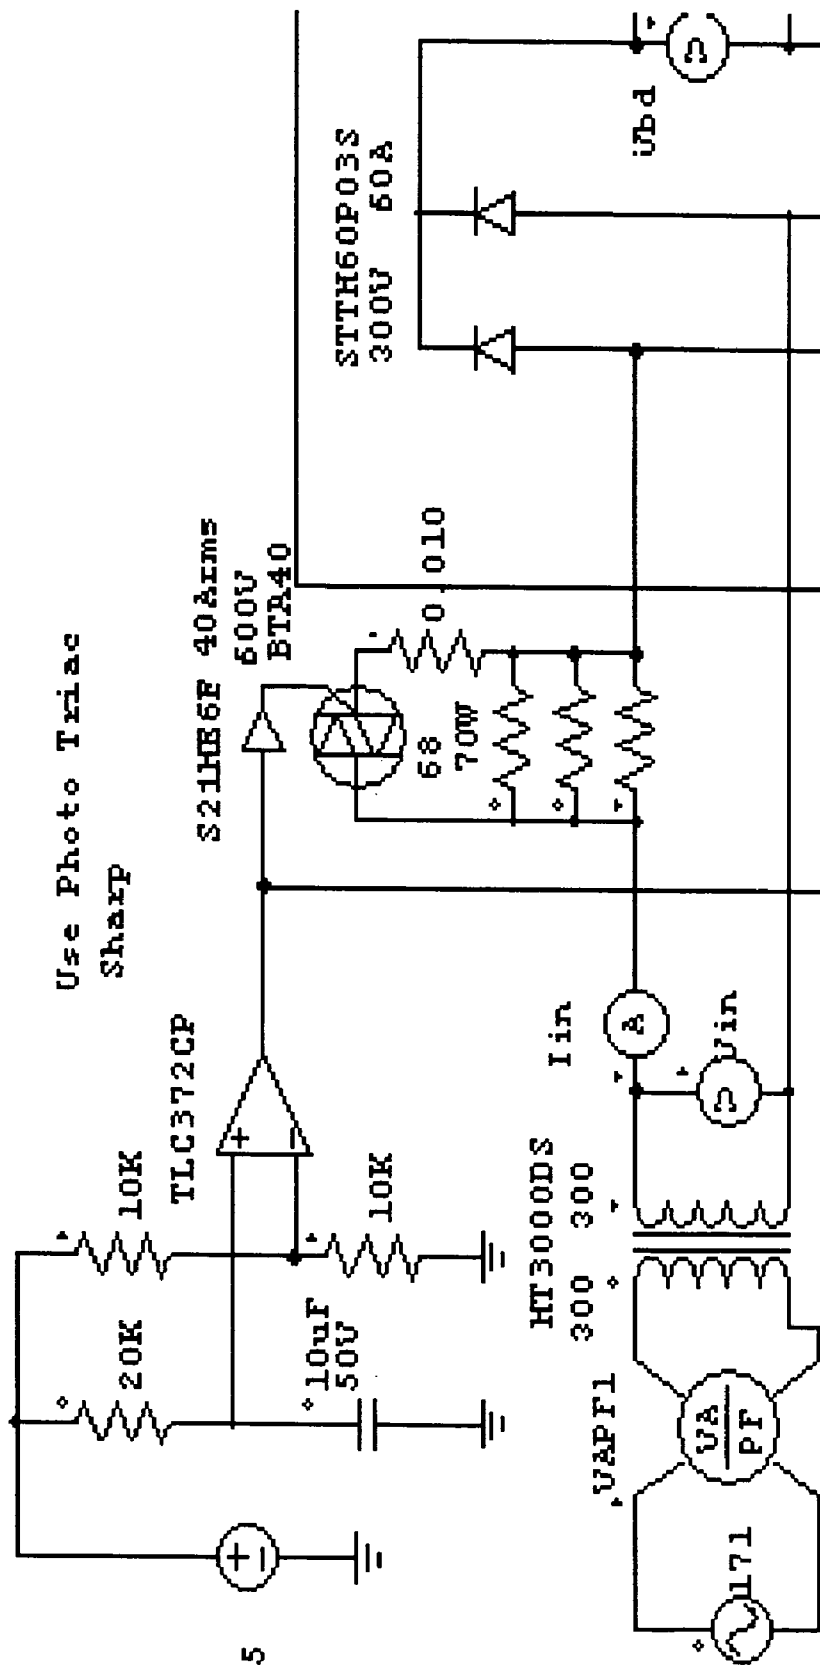 Use Photo Triac
Sharp
S21HE6F 40Arms
600V
BTA40
STTH60P03S
300V 60A
TLC372CP
5
20K
10K
10uF
50V
10K
+
−
0.010
68
70W
HT3000DS
300 300
VAPF1
VA
PF
171
Iin
A
Vin
V
Vbd
V